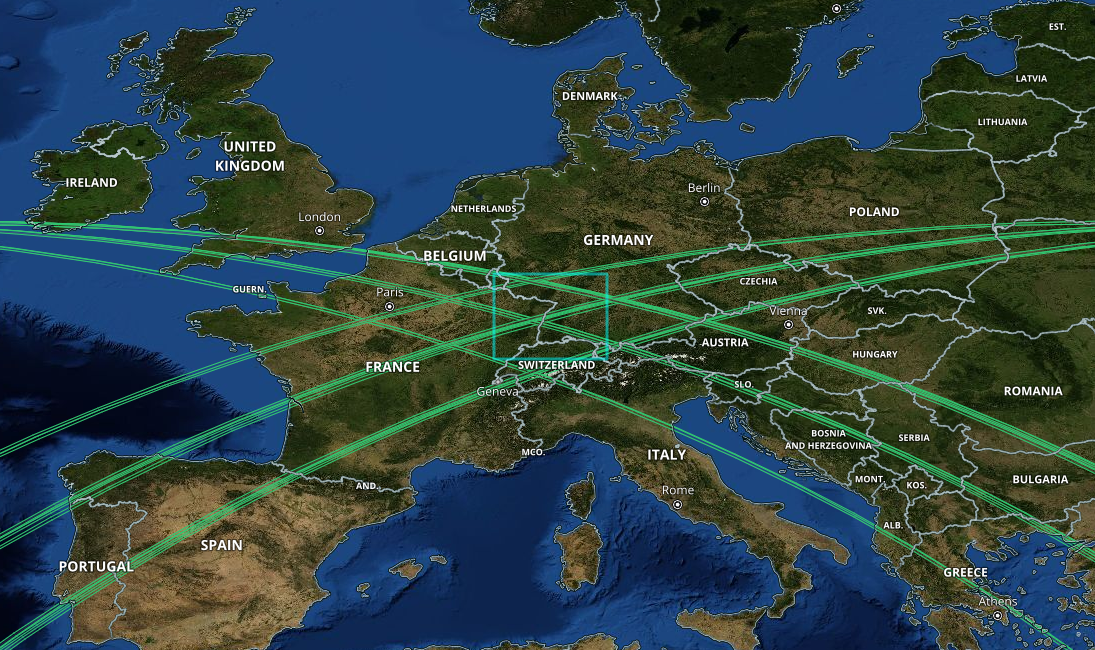 EST.
LATVIA
DENMARK
LITHUANIA
UNITED
KINGDOM
IRELAND
Berlin
NETHERLANDS
POLAND
London
GERMANY
BELGIUM
CZECHIA
GUERN.
Paris
Vienna
SVK.
AUSTRIA
HUNGARY
FRANCE
SWITZERLAND
SLO.
Geneva
ROMANIA
BOSNIA
AND HERZEGOVINA
SERBIA
MCO.
ITALY
MONT.
KOS.
BULGARIA
AND.
Rome
ALB.
SPAIN
PORTUGAL
GREECE
Athens